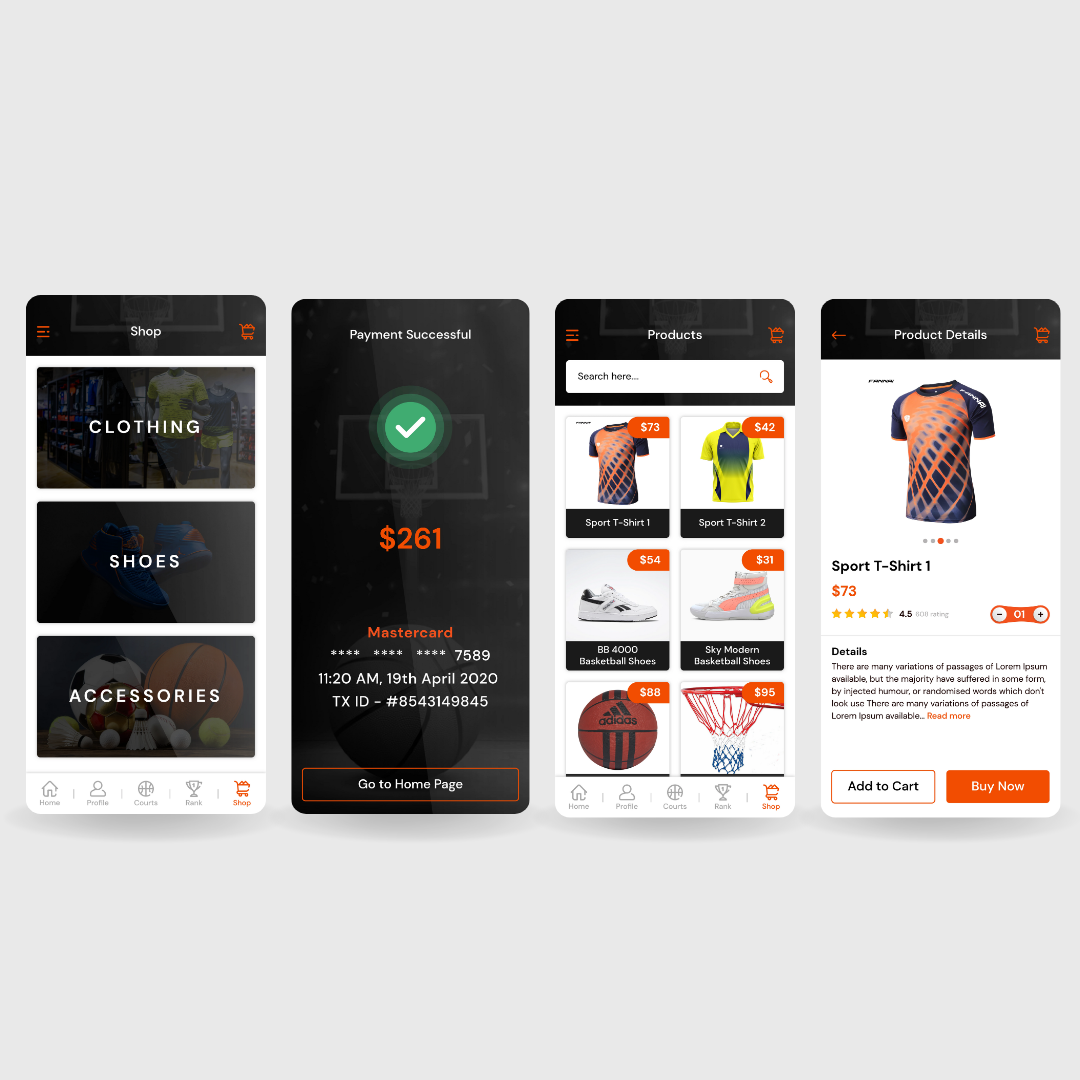 Shop
CLOTHING
SHOES
ACCESSORIES
Home
Profile
Courts
Rank
Shop
Payment Successful
$261
Mastercard
**** **** **** 7589
11:20 AM, 19th April 2020
TX ID - #8543149845
Go to Home Page
Products
Search here...
$73
Sport T-Shirt 1
$42
Sport T-Shirt 2
$54
BB 4000
Basketball Shoes
$31
Sky Modern
Basketball Shoes
$88
adidas
$95
Home
Profile
Courts
Rank
Shop
Product Details
Sport T-Shirt 1
$73
4.5 608 rating
- 01 +
Details
There are many variations of passages of Lorem Ipsum
available, but the majority have suffered in some form,
by injected humour, or randomised words which don't
look use There are many variations of passages of
Lorem Ipsum available... Read more
Add to Cart
Buy Now